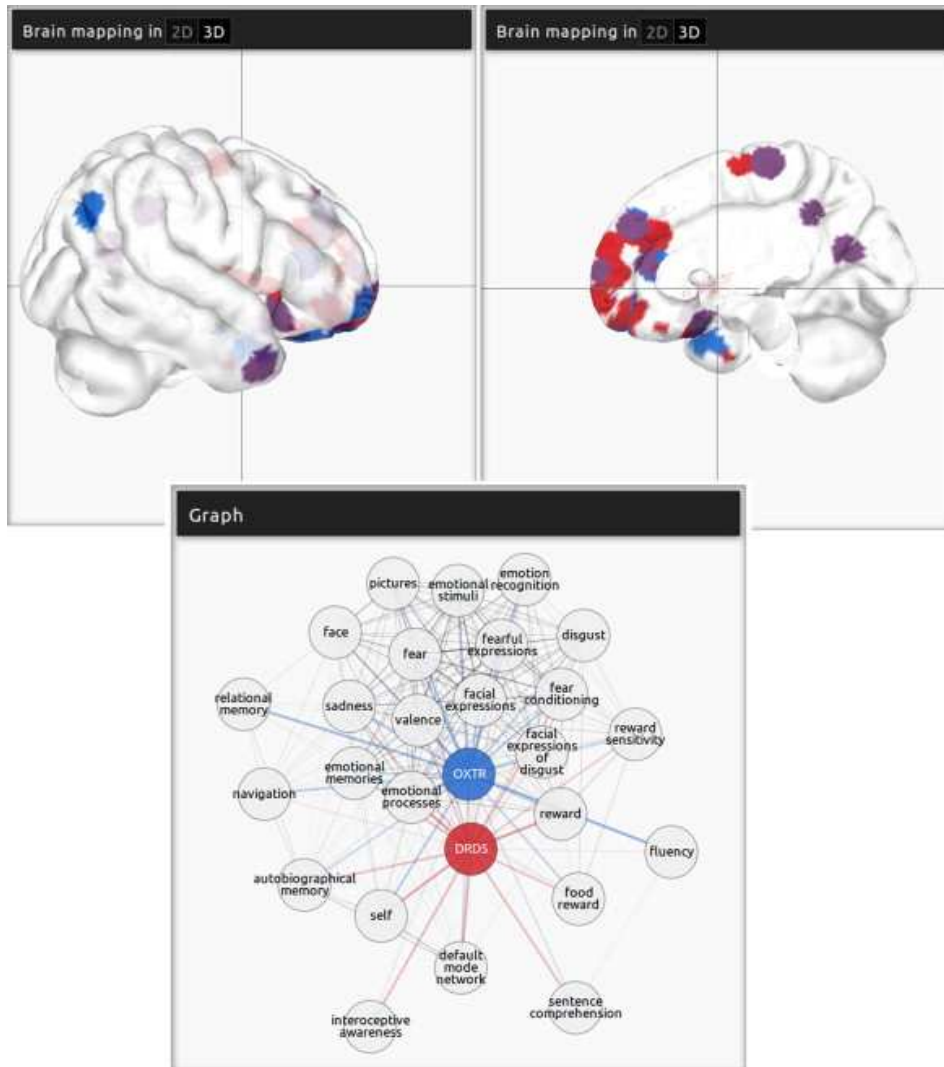 Brain mapping in 2D 3D
Brain mapping in 2D 3D
Graph
pictures
emotional
stimuli
emotion
recognition
face
fear
fearful
expressions
disgust
relational
memory
sadness
valence
facial
expressions
fear
conditioning
reward
sensitivity
facial
expressions
of
disgust
emotional
memories
OXTR
navigation
emotional
processes
reward
DRD5
fluency
autobiographical
memory
self
food
reward
default
mode
network
interoceptive
awareness
sentence
comprehension